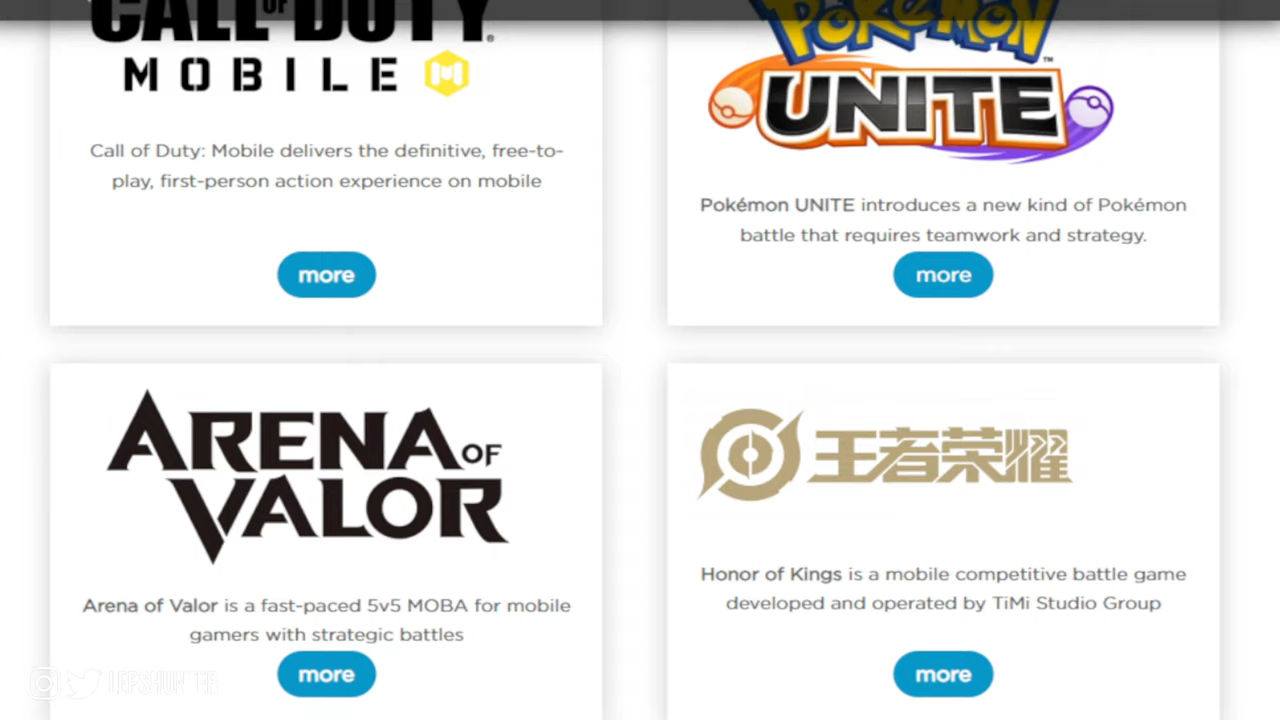 CALL OF DUTY
MOBILE
Call of Duty: Mobile delivers the definitive, free-to-
play, first-person action experience on mobile
more
POKÉMON
UNITE
Pokémon UNITE introduces a new kind of Pokémon
battle that requires teamwork and strategy.
more
ARENA OF
VALOR
Arena of Valor is a fast-paced 5v5 MOBA for mobile
gamers with strategic battles
more
王者荣耀
Honor of Kings is a mobile competitive battle game
developed and operated by TiMi Studio Group
more